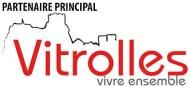 PARTENAIRE PRINCIPAL
Vitrolles
vivre ensemble